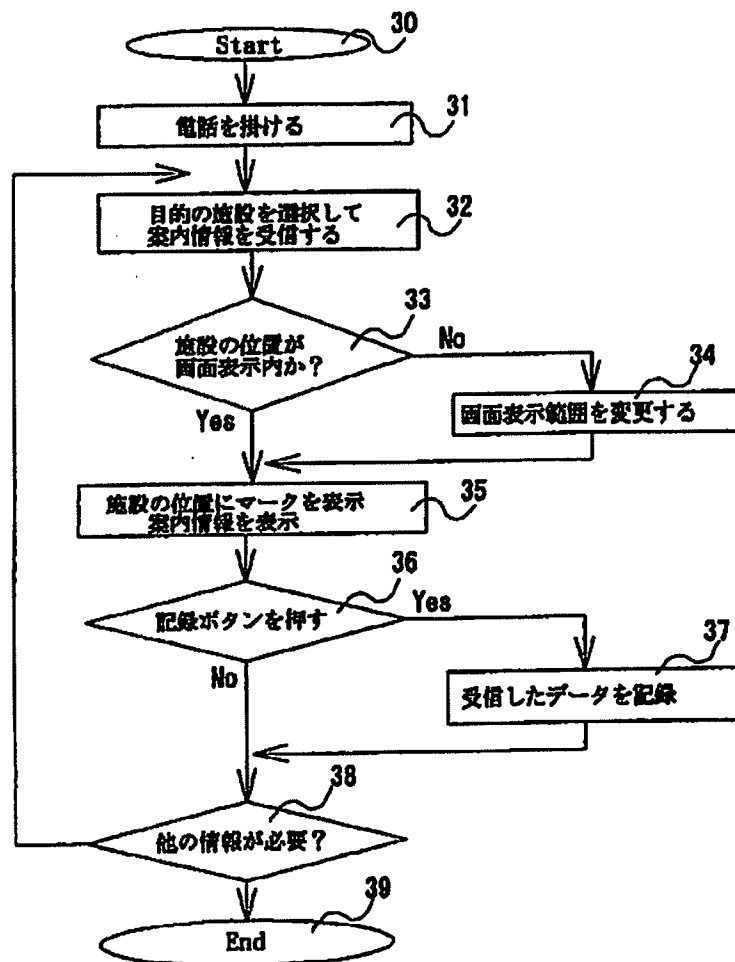 30
Start
31
電話を掛ける
目的の施設を選択して
案内情報を受信する
32
33
施設の位置が
画面表示内か？
No
34
Yes
画面表示範囲を変更する
35
施設の位置にマークを表示
案内情報を表示
36
記録ボタンを押す
Yes
37
No
受信したデータを記録
38
他の情報が必要？
39
End